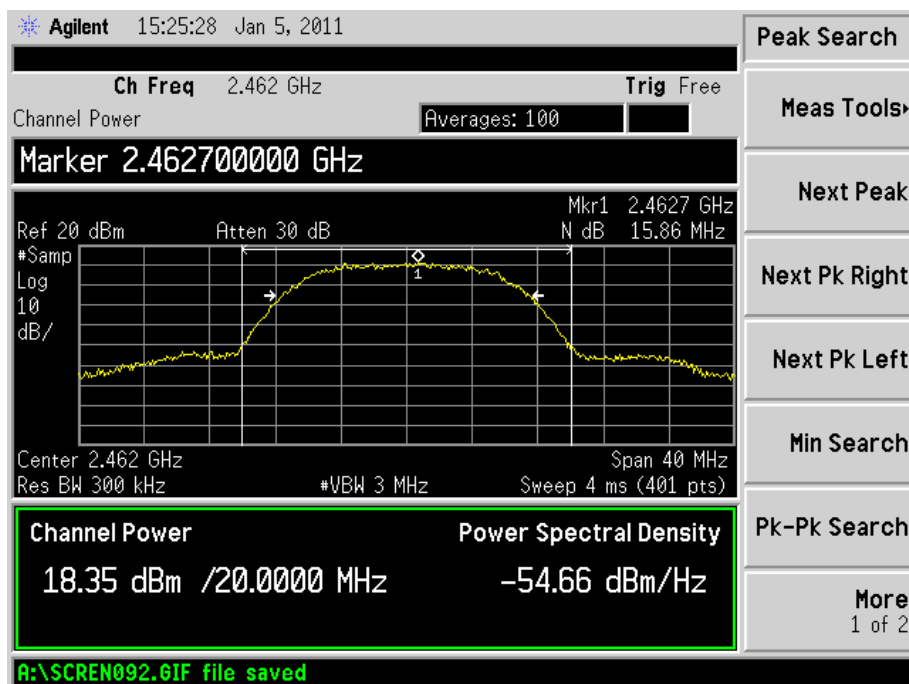 Agilent 15:25:28 Jan 5, 2011
Peak Search
Ch Freq 2.462 GHz Trig Free
Channel Power Averages: 100
Meas Tools
Marker 2.462700000 GHz
Next Peak
Mkr1 2.4627 GHz
Ref 20 dBm Atten 30 dB N dB 15.86 MHz
#Samp
Log
10
dB/
1
Next Pk Right
Next Pk Left
Min Search
Center 2.462 GHz Span 40 MHz
Res BW 300 kHz #VBW 3 MHz Sweep 4 ms (401 pts)
Channel Power Power Spectral Density
18.35 dBm /20.0000 MHz -54.66 dBm/Hz
Pk-Pk Search
More
1 of 2
A:\SCREN092.GIF file saved